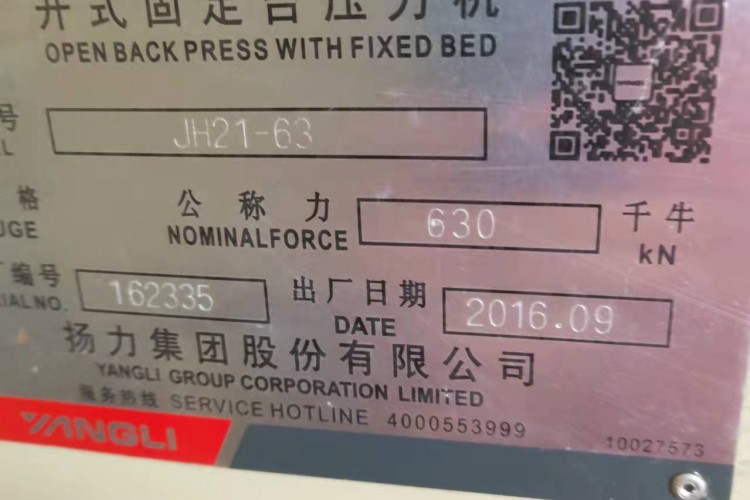 开式固定台压力机
OPEN BACK PRESS WITH FIXED BED
号 JH21-63
格 公称力 630 千牛
NOMINALFORCE kN
编号 162335 出厂日期 2016.09
DATE
扬力集团股份有限公司
YANGLI GROUP CORPORATION LIMITED
服务热线 SERVICE HOTLINE 4000553999
YANGLI 10027573